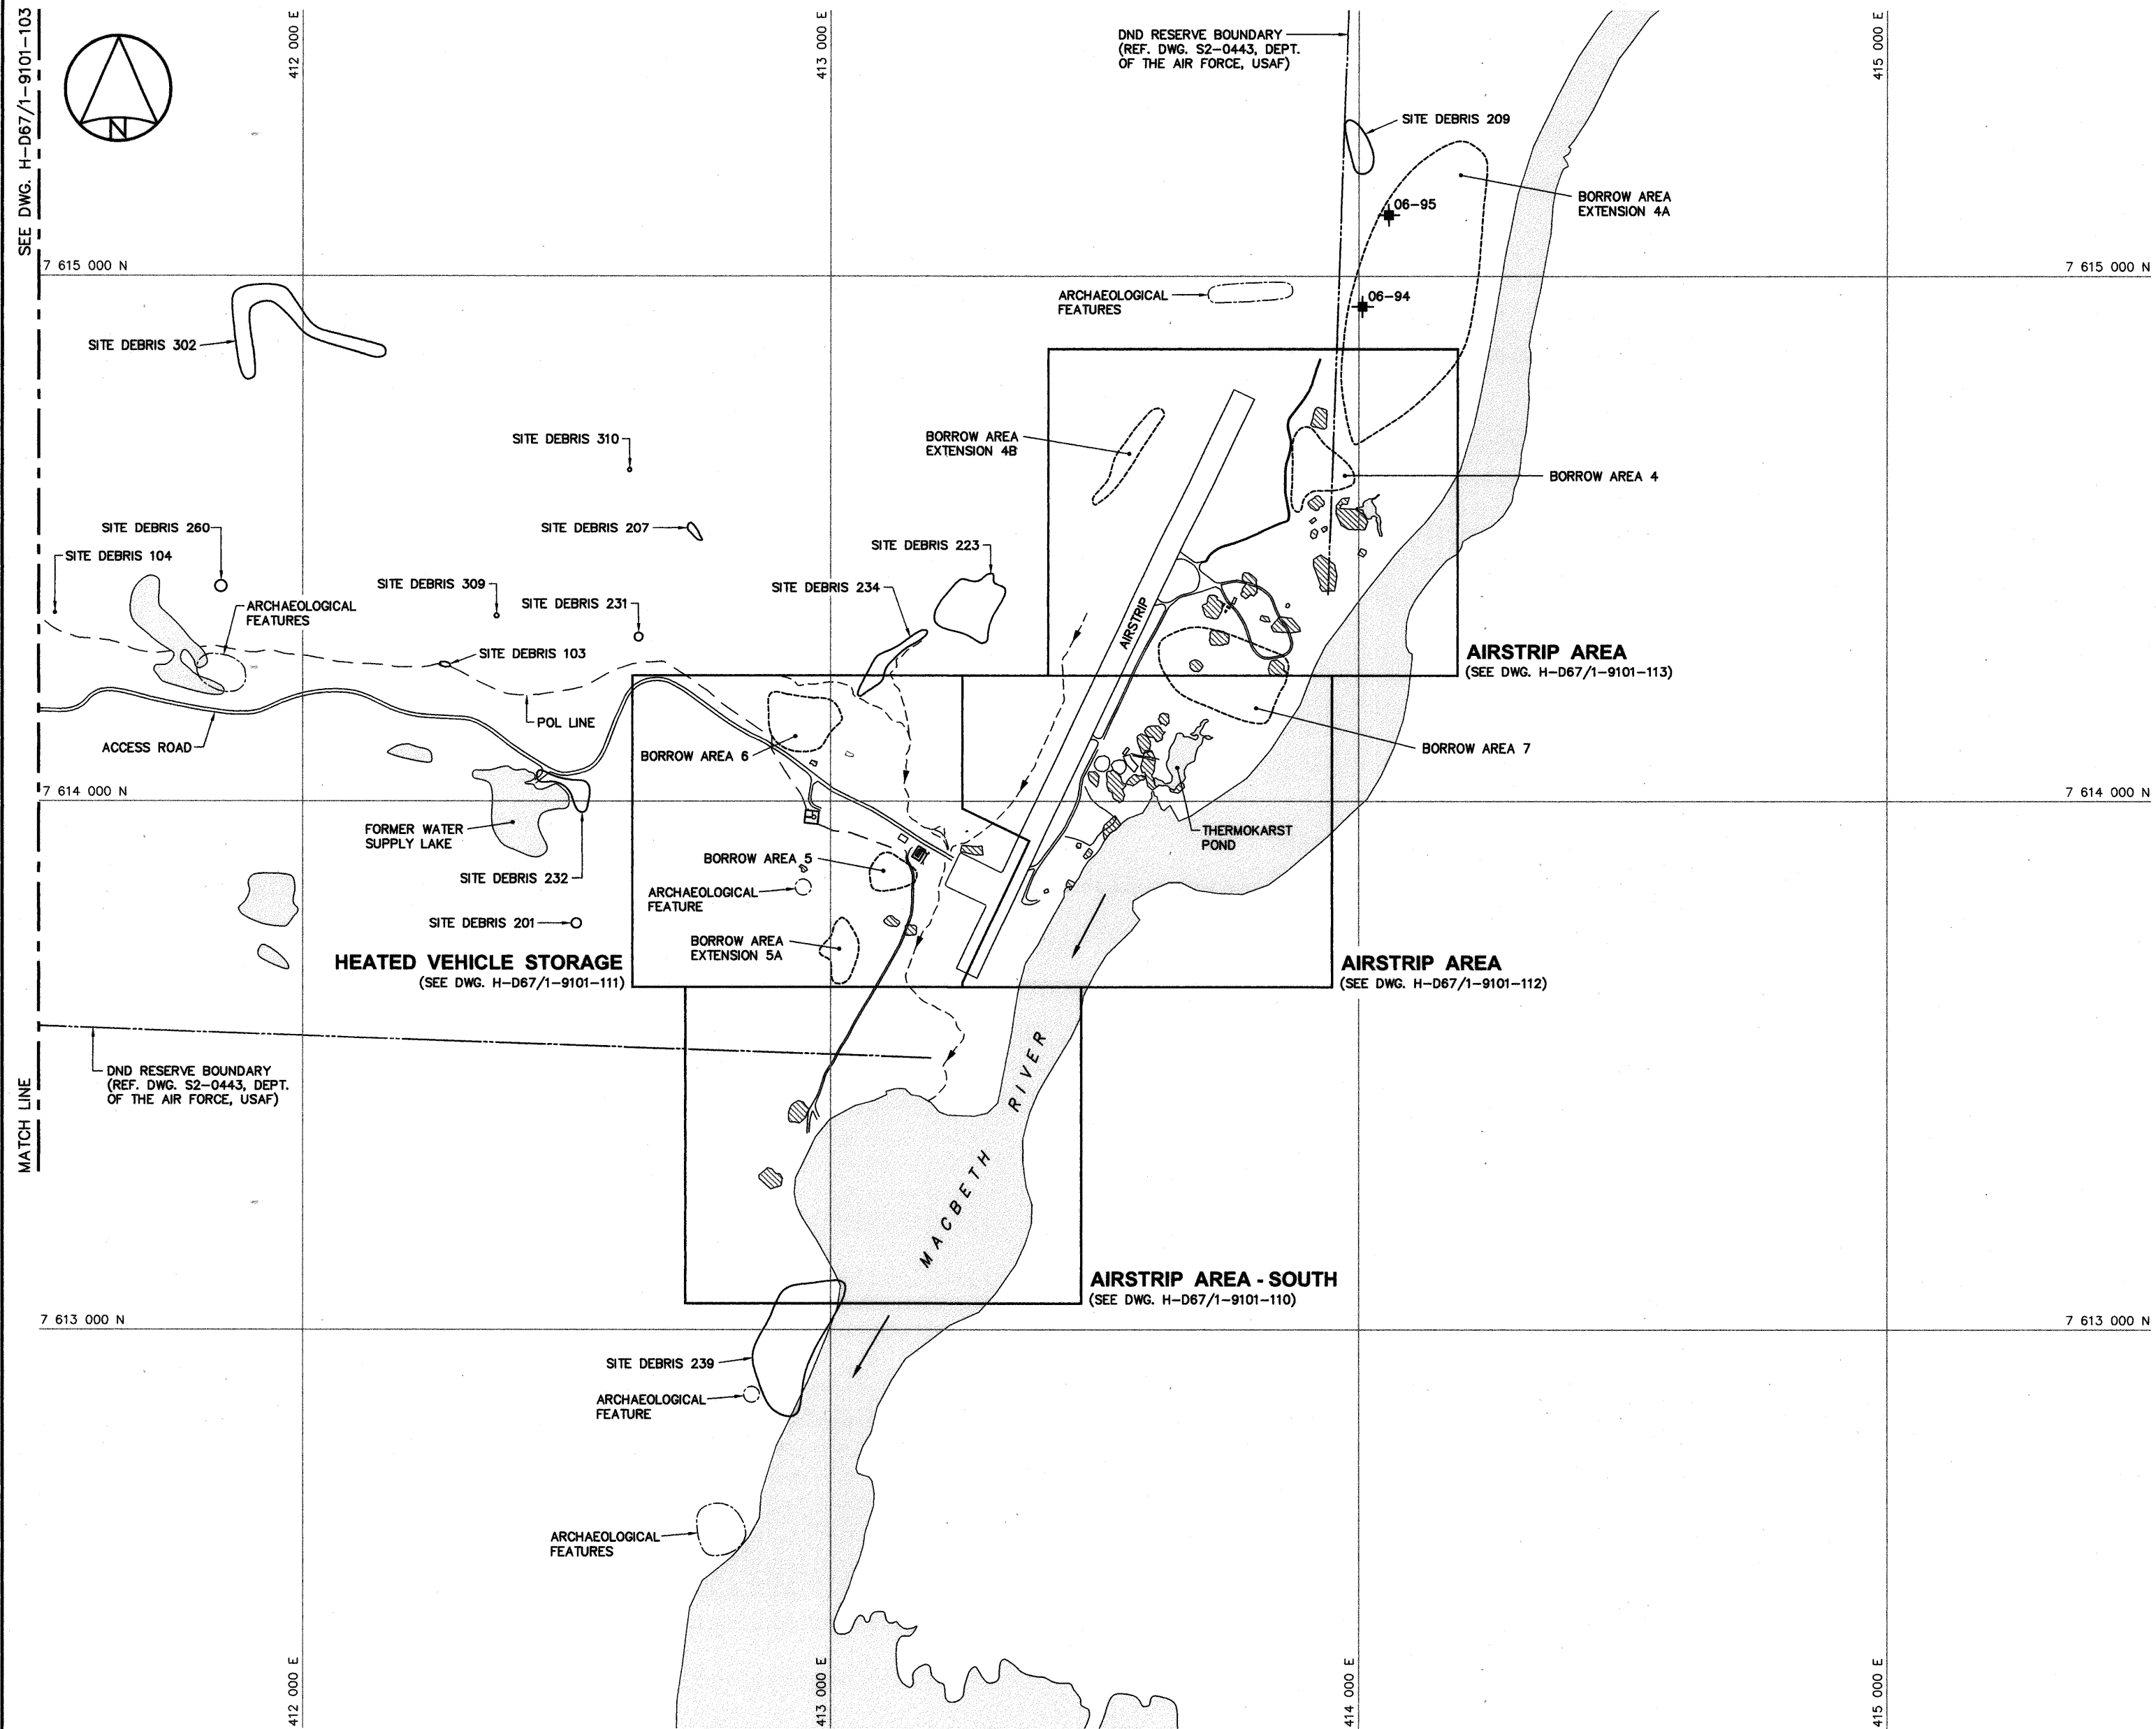 SEE DWG. H-D67/1-9101-103
MATCH LINE
N
412 000 E
413 000 E
415 000 E
DND RESERVE BOUNDARY
(REF. DWG. S2-0443, DEPT.
OF THE AIR FORCE, USAF)
SITE DEBRIS 209
BORROW AREA
EXTENSION 4A
06-95
7 615 000 N
7 615 000 N
ARCHAEOLOGICAL
FEATURES
06-94
SITE DEBRIS 302
SITE DEBRIS 310
BORROW AREA
EXTENSION 4B
BORROW AREA 4
SITE DEBRIS 260
SITE DEBRIS 207
SITE DEBRIS 104
SITE DEBRIS 223
SITE DEBRIS 309
SITE DEBRIS 234
ARCHAEOLOGICAL
FEATURES
SITE DEBRIS 231
AIRSTRIP
SITE DEBRIS 103
AIRSTRIP AREA
(SEE DWG. H-D67/1-9101-113)
POL LINE
ACCESS ROAD
BORROW AREA 6
BORROW AREA 7
7 614 000 N
7 614 000 N
FORMER WATER
SUPPLY LAKE
THERMOKARST
POND
BORROW AREA 5
SITE DEBRIS 232
ARCHAEOLOGICAL
FEATURE
SITE DEBRIS 201
BORROW AREA
EXTENSION 5A
HEATED VEHICLE STORAGE
(SEE DWG. H-D67/1-9101-111)
AIRSTRIP AREA
(SEE DWG. H-D67/1-9101-112)
DND RESERVE BOUNDARY
(REF. DWG. S2-0443, DEPT.
OF THE AIR FORCE, USAF)
MACBETH RIVER
AIRSTRIP AREA - SOUTH
(SEE DWG. H-D67/1-9101-110)
7 613 000 N
7 613 000 N
SITE DEBRIS 239
ARCHAEOLOGICAL
FEATURE
ARCHAEOLOGICAL
FEATURES
412 000 E
413 000 E
414 000 E
415 000 E